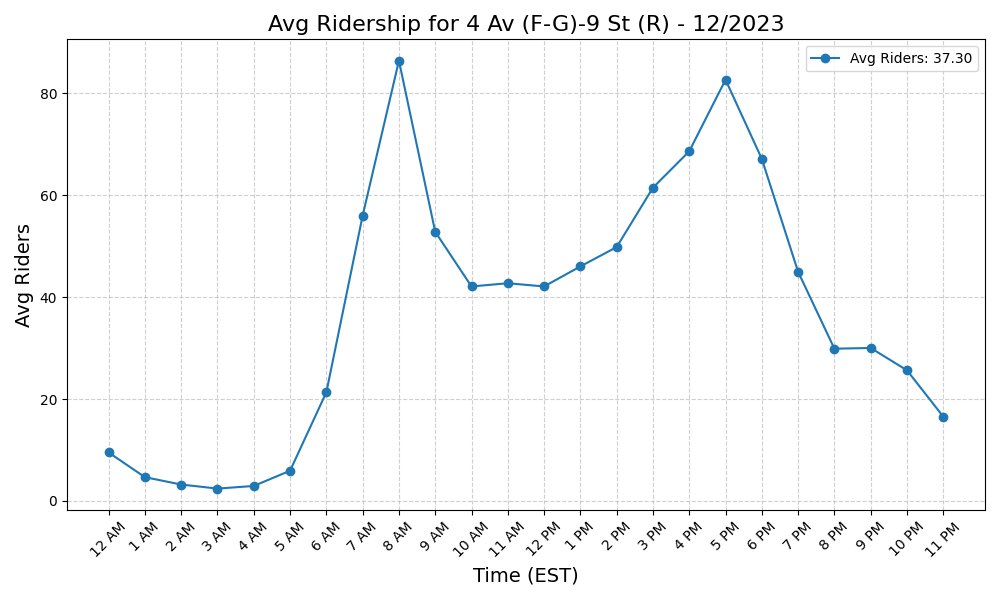 Avg Ridership for 4 Av (F-G)-9 St (R) - 12/2023
Avg Riders: 37.30
Avg Riders
80
60
40
20
0
12 AM
1 AM
2 AM
3 AM
4 AM
5 AM
6 AM
7 AM
8 AM
9 AM
10 AM
11 AM
12 PM
1 PM
2 PM
3 PM
4 PM
5 PM
6 PM
7 PM
8 PM
9 PM
10 PM
11 PM
Time (EST)